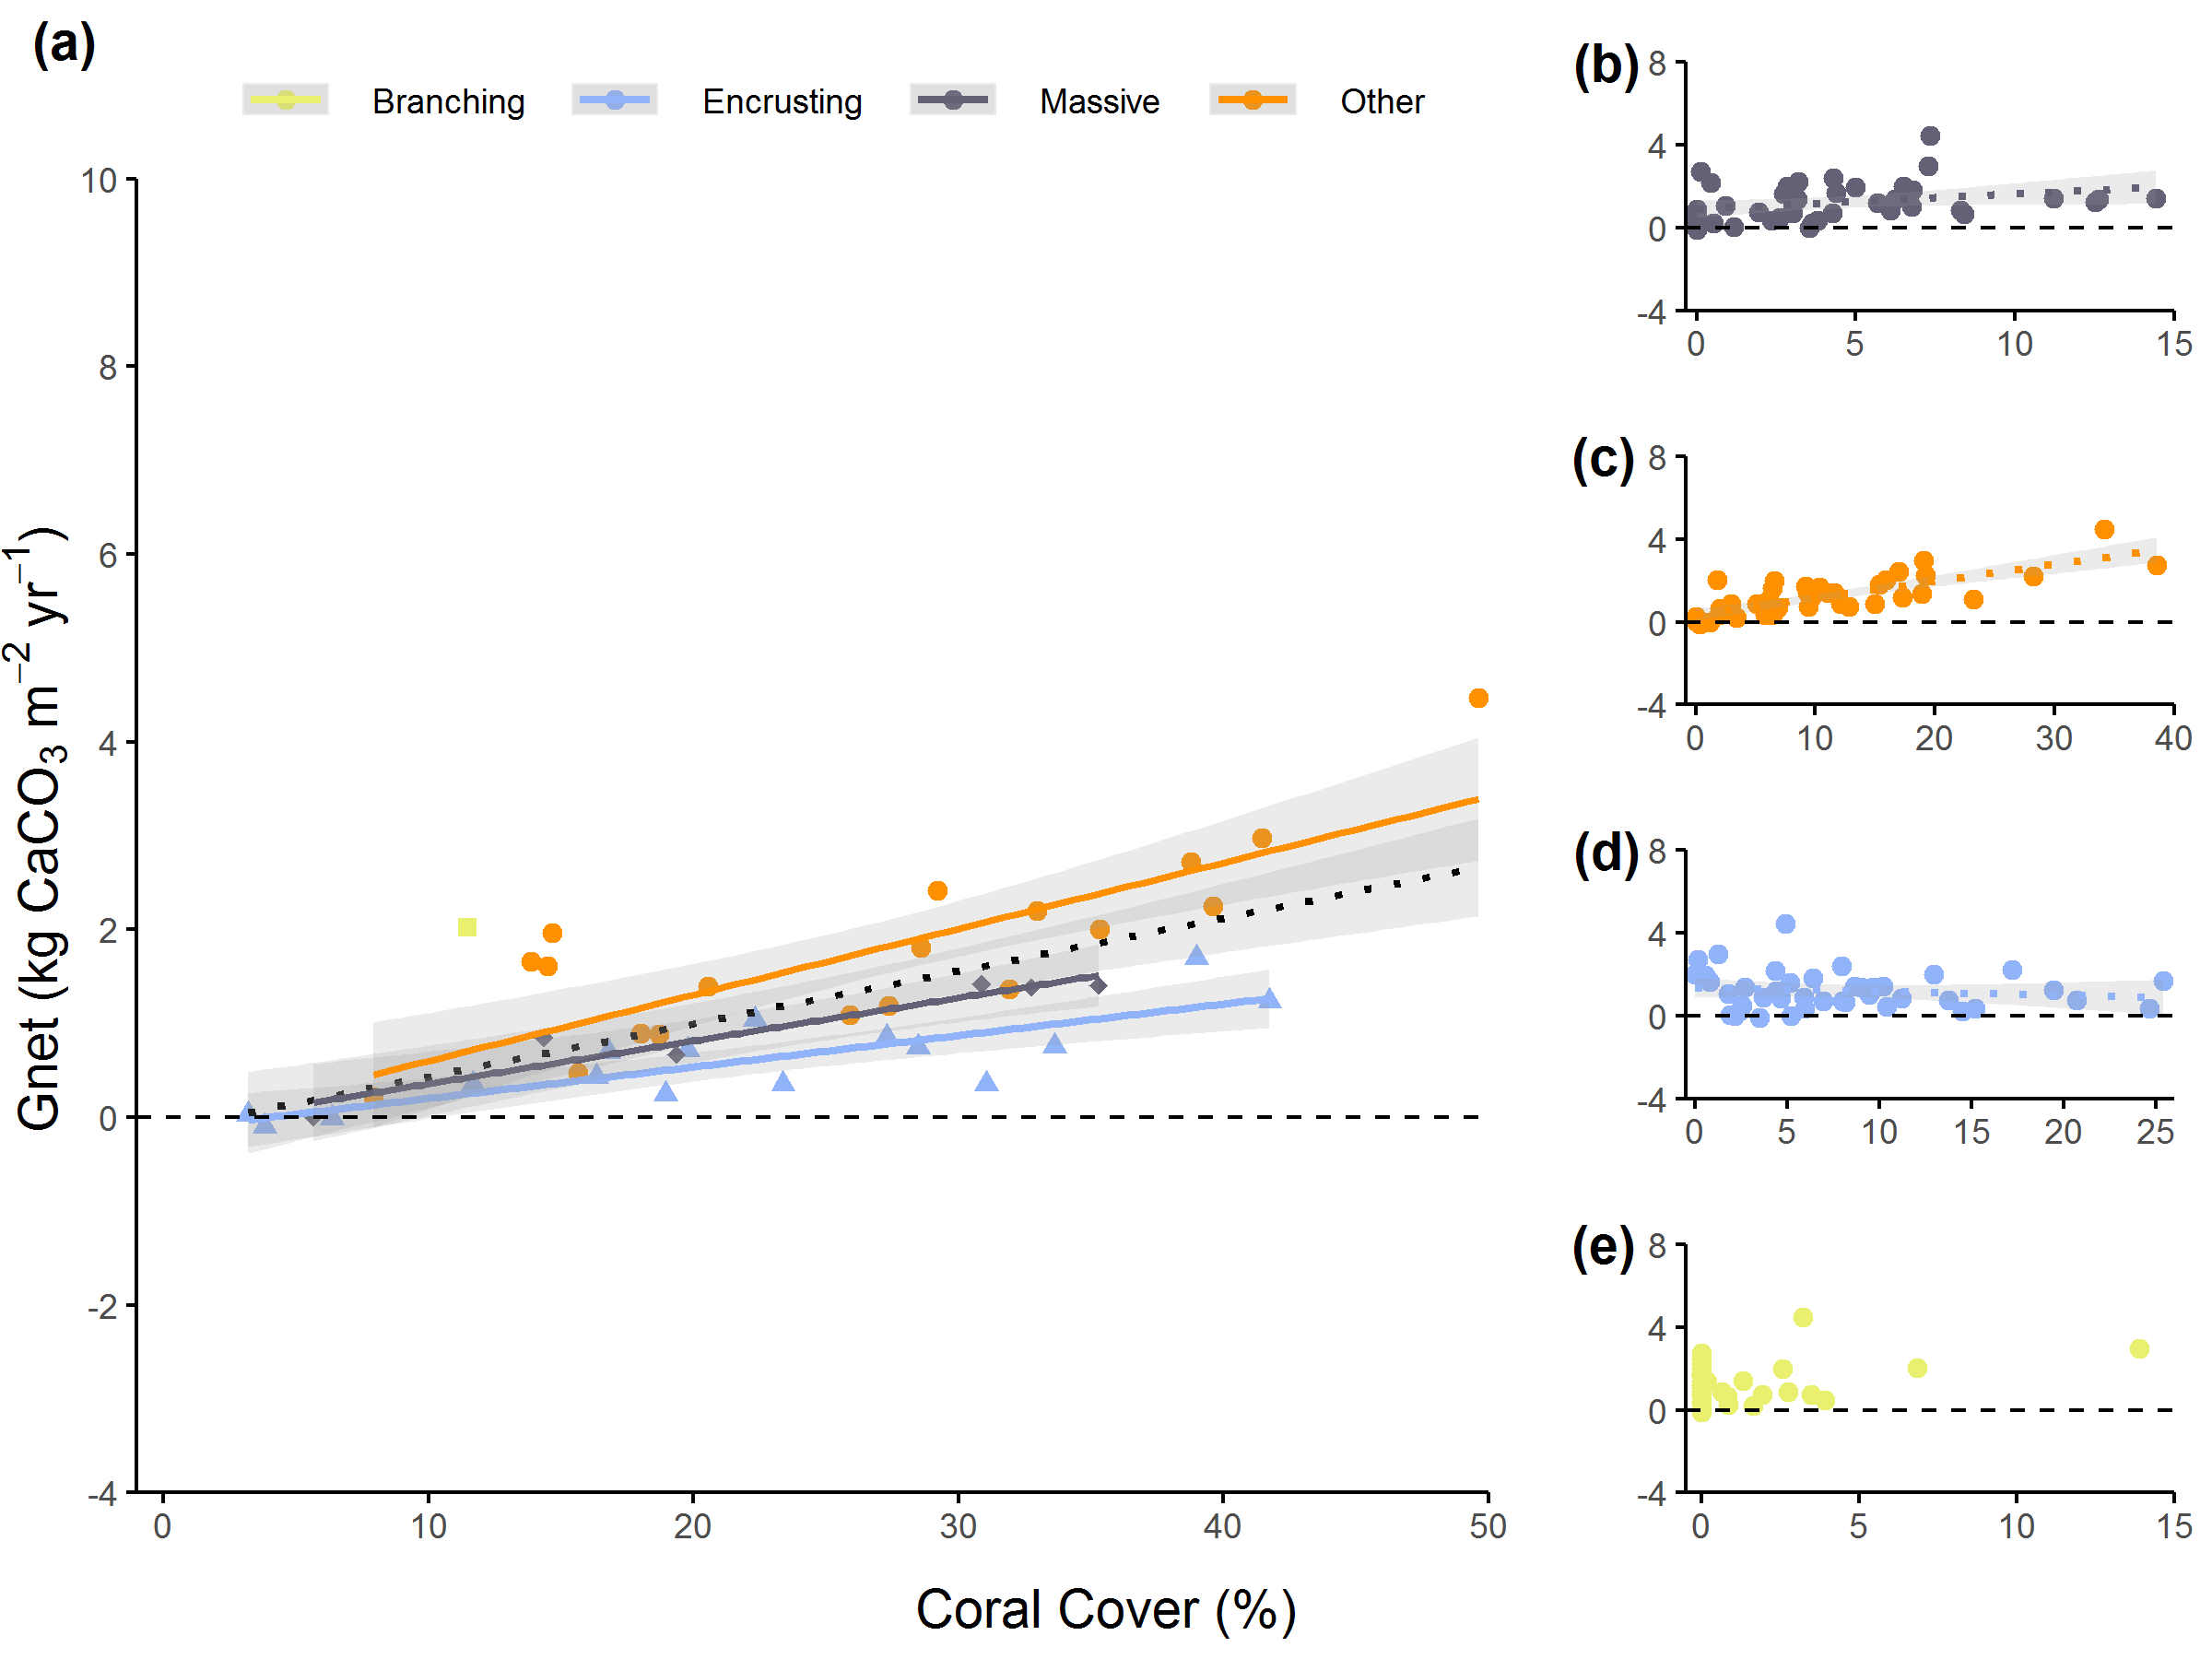 (a)
Branching Encrusting Massive Other
10
8
6
4
2
0
-2
-4
0 10 20 30 40 50
Gnet (kg CaCO₃ m⁻² yr⁻¹)
Coral Cover (%)
(b)
8
4
0
-4
0 5 10 15
(c)
8
4
0
-4
0 10 20 30 40
(d)
8
4
0
-4
0 5 10 15 20 25
(e)
8
4
0
-4
0 5 10 15